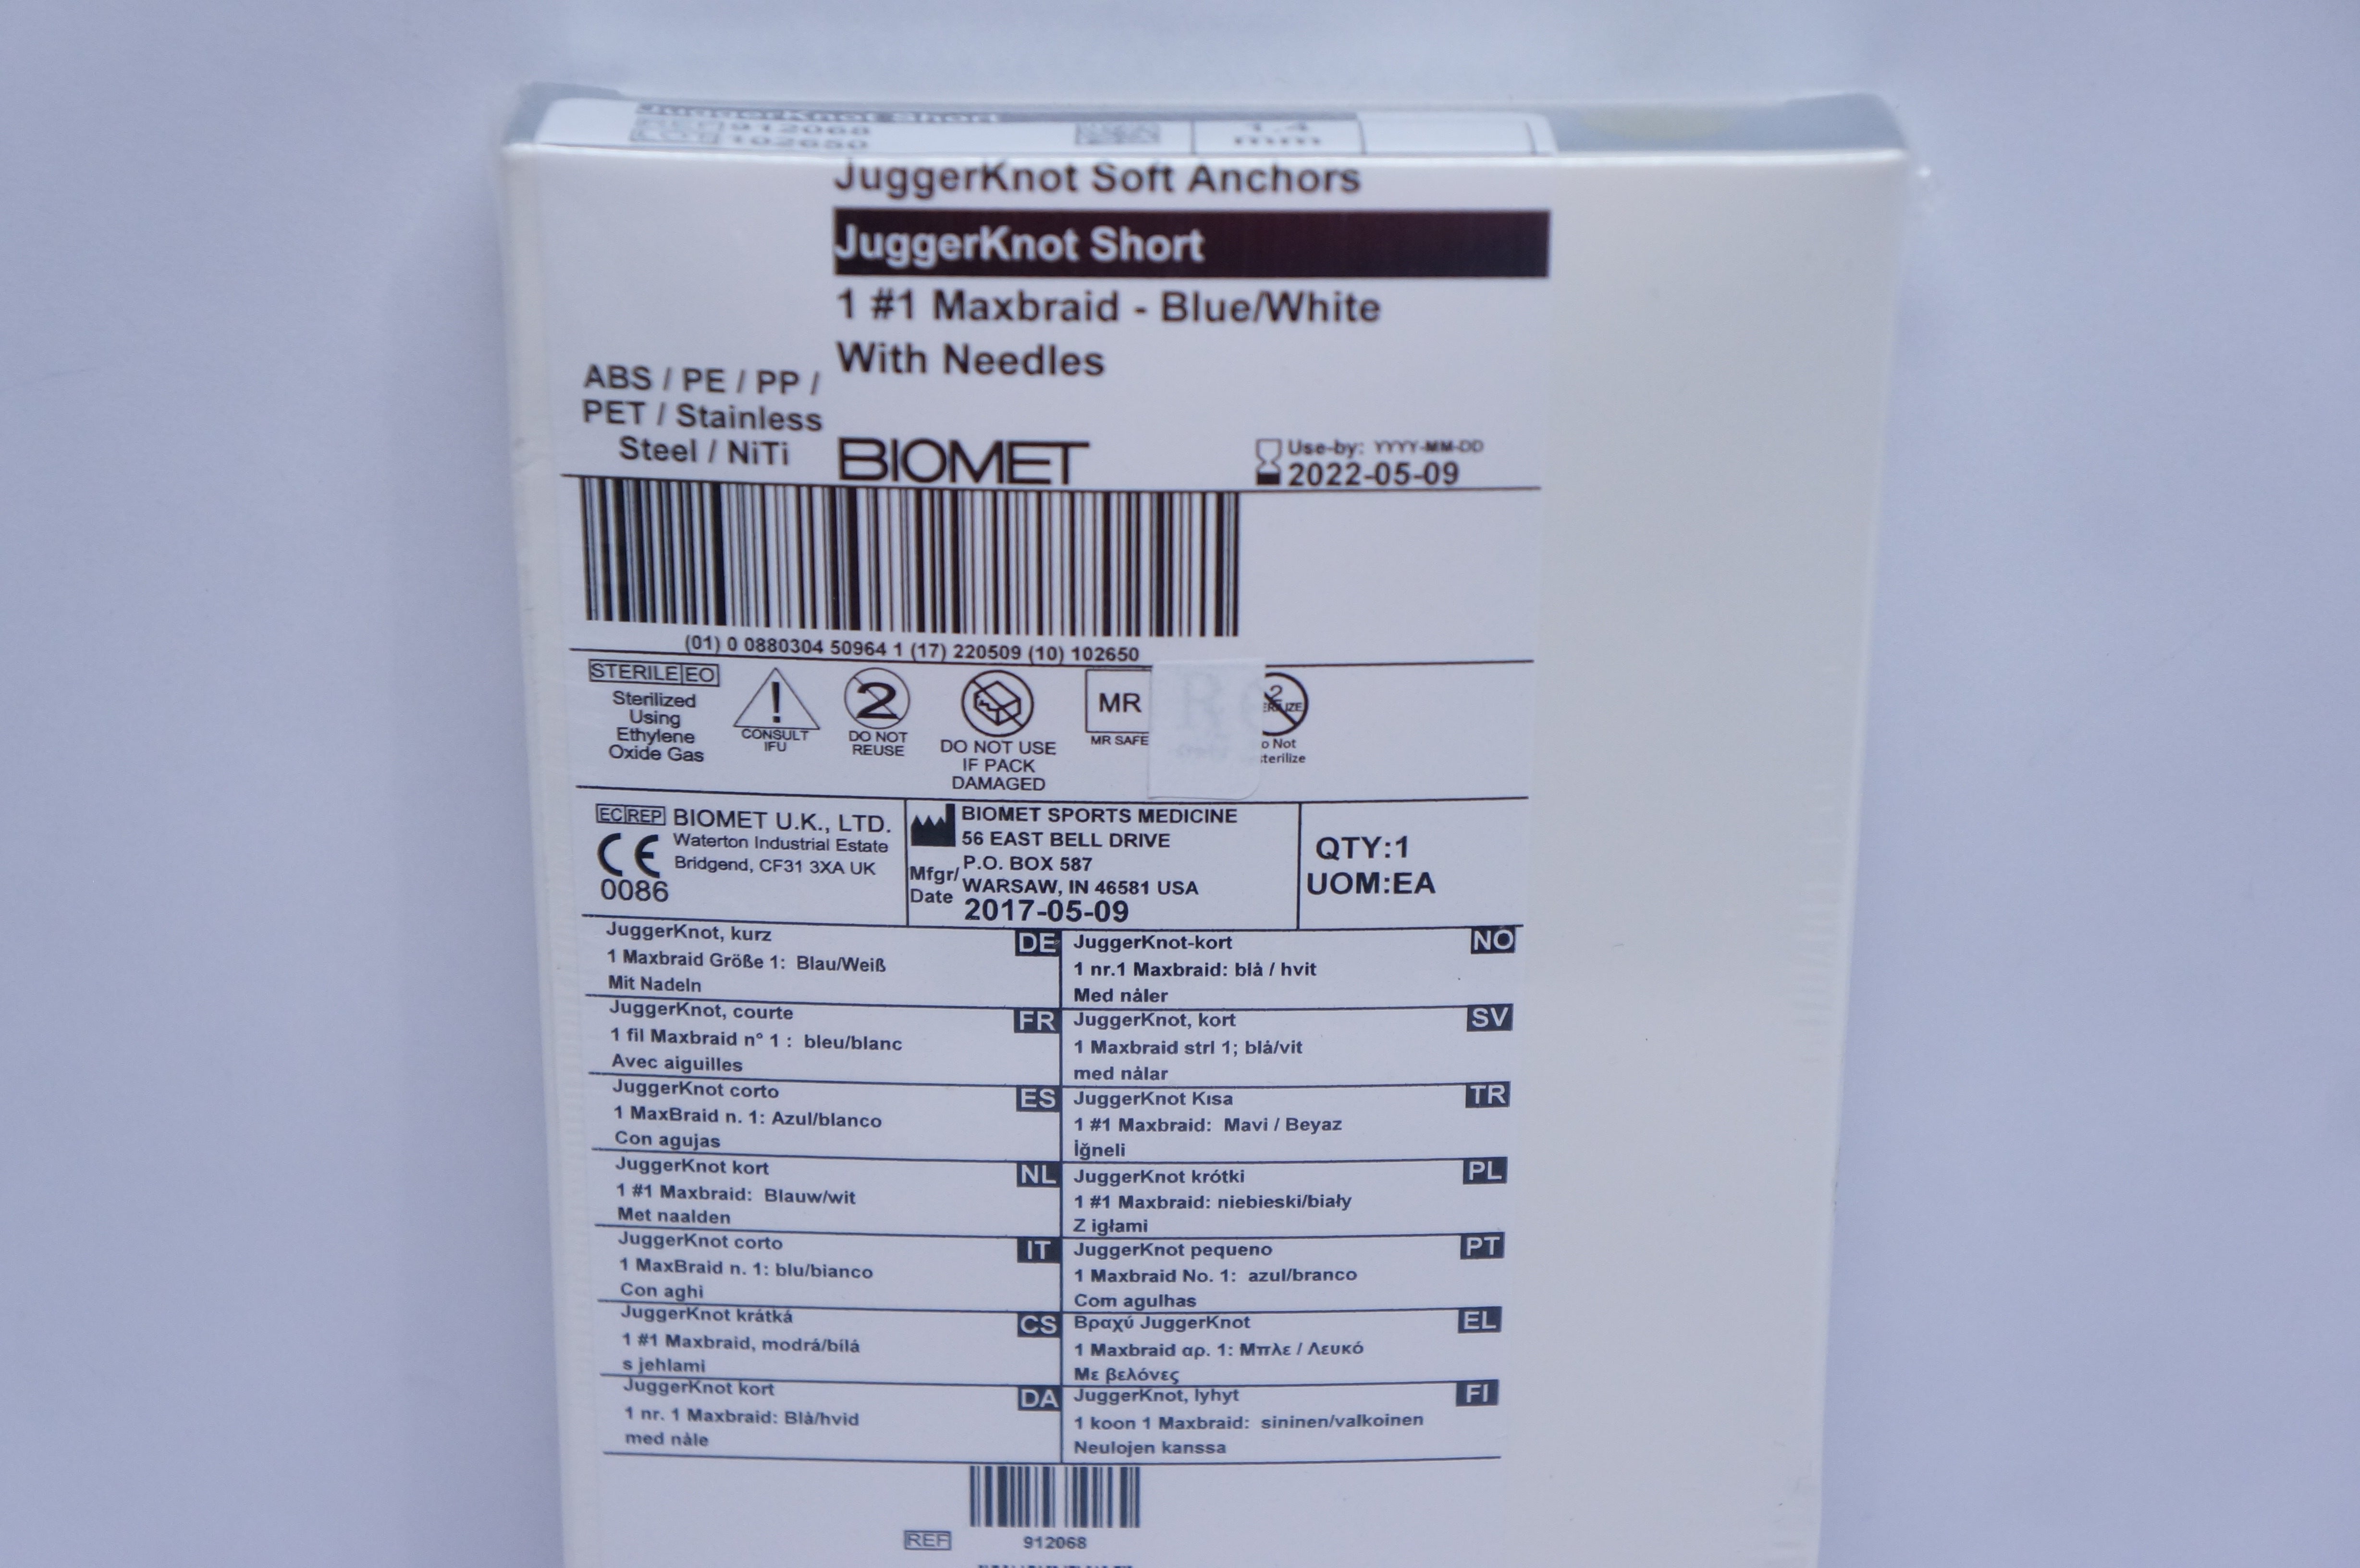 JuggerKnot Short
REF 912068
LOT 102650
1.4
mm
JuggerKnot Soft Anchors
JuggerKnot Short
1 #1 Maxbraid - Blue/White
With Needles
ABS / PE / PP /
PET / Stainless
Steel / NiTi
BIOMET
Use-by: YYYY-MM-DD
2022-05-09
(01) 0 0880304 50964 1 (17) 220509 (10) 102650
STERILE EO
Sterilized
Using
Ethylene
Oxide Gas
!
CONSULT
IFU
2
DO NOT
REUSE
DO NOT USE
IF PACK
DAMAGED
MR
MR SAFE
2
EC REP BIOMET U.K., LTD.
Waterton Industrial Estate
Bridgend, CF31 3XA UK
CE
0086
BIOMET SPORTS MEDICINE
56 EAST BELL DRIVE
P.O. BOX 587
WARSAW, IN 46581 USA
Mfgr/
Date
2017-05-09
QTY:1
UOM:EA
JuggerKnot, kurz DE
1 Maxbraid Größe 1: Blau/Weiß
Mit Nadeln
JuggerKnot-kort NO
1 nr.1 Maxbraid: blå / hvit
Med nåler
JuggerKnot, courte FR
1 fil Maxbraid n° 1 : bleu/blanc
Avec aiguilles
JuggerKnot, kort SV
1 Maxbraid strl 1; blå/vit
med nålar
JuggerKnot corto ES
1 MaxBraid n. 1: Azul/blanco
Con agujas
JuggerKnot Kısa TR
1 #1 Maxbraid: Mavi / Beyaz
İğneli
JuggerKnot kort NL
1 #1 Maxbraid: Blauw/wit
Met naalden
JuggerKnot krótki PL
1 #1 Maxbraid: niebieski/biały
Z igłami
JuggerKnot corto IT
1 MaxBraid n. 1: blu/bianco
Con aghi
JuggerKnot pequeno PT
1 Maxbraid No. 1: azul/branco
Com agulhas
JuggerKnot krátká CS
1 #1 Maxbraid, modrá/bílá
s jehlami
Βραχύ JuggerKnot EL
1 Maxbraid αρ. 1: Μπλε / Λευκό
Με βελόνες
JuggerKnot kort DA
1 nr. 1 Maxbraid: Blå/hvid
med nåle
JuggerKnot, lyhyt FI
1 koon 1 Maxbraid: sininen/valkoinen
Neulojen kanssa
REF 912068